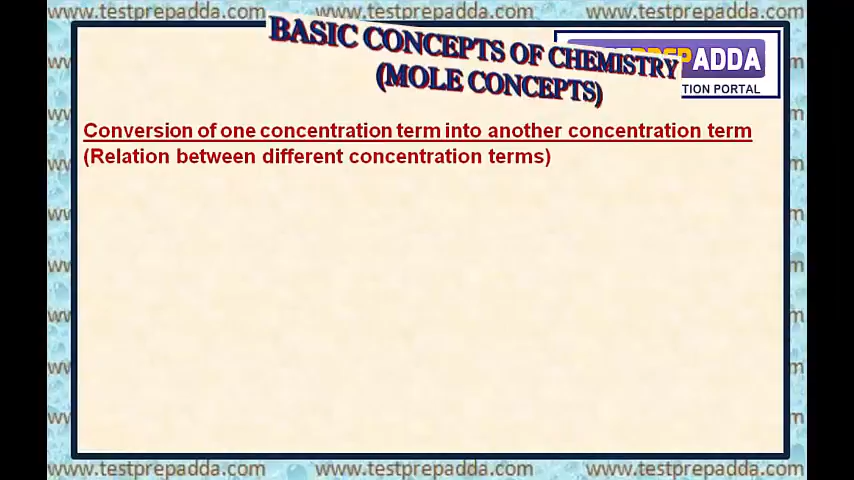 www.testprepadda.com www.testprepadda.com www.testprepadda.com
BASIC CONCEPTS OF CHEMISTRY
(MOLE CONCEPTS)
PREPADDA
TION PORTAL
Conversion of one concentration term into another concentration term
(Relation between different concentration terms)
www.testprepadda.com www.testprepadda.com www.testprepadda.com